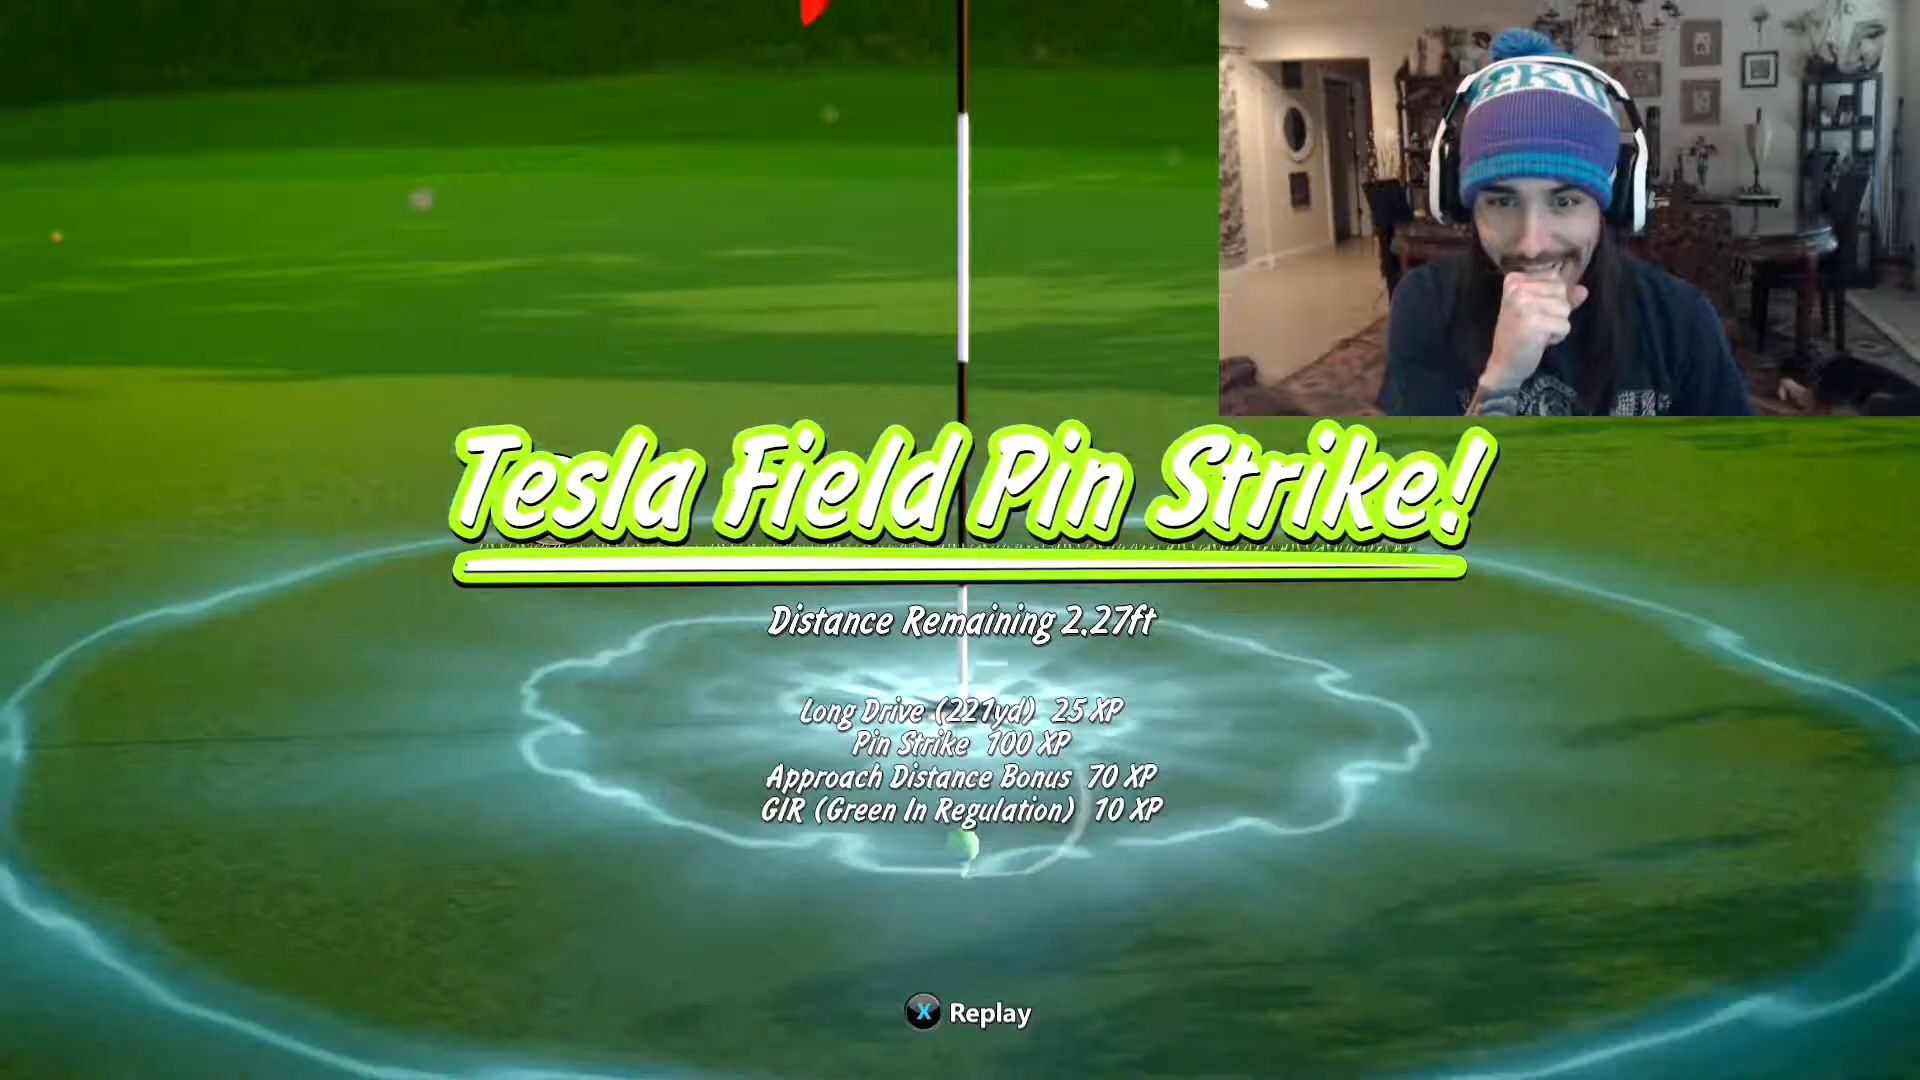 Tesla Field Pin Strike!
Distance Remaining 2.27ft
Long Drive (221yd) 25 XP
Pin Strike 100 XP
Approach Distance Bonus 70 XP
GIR (Green In Regulation) 10 XP
X Replay